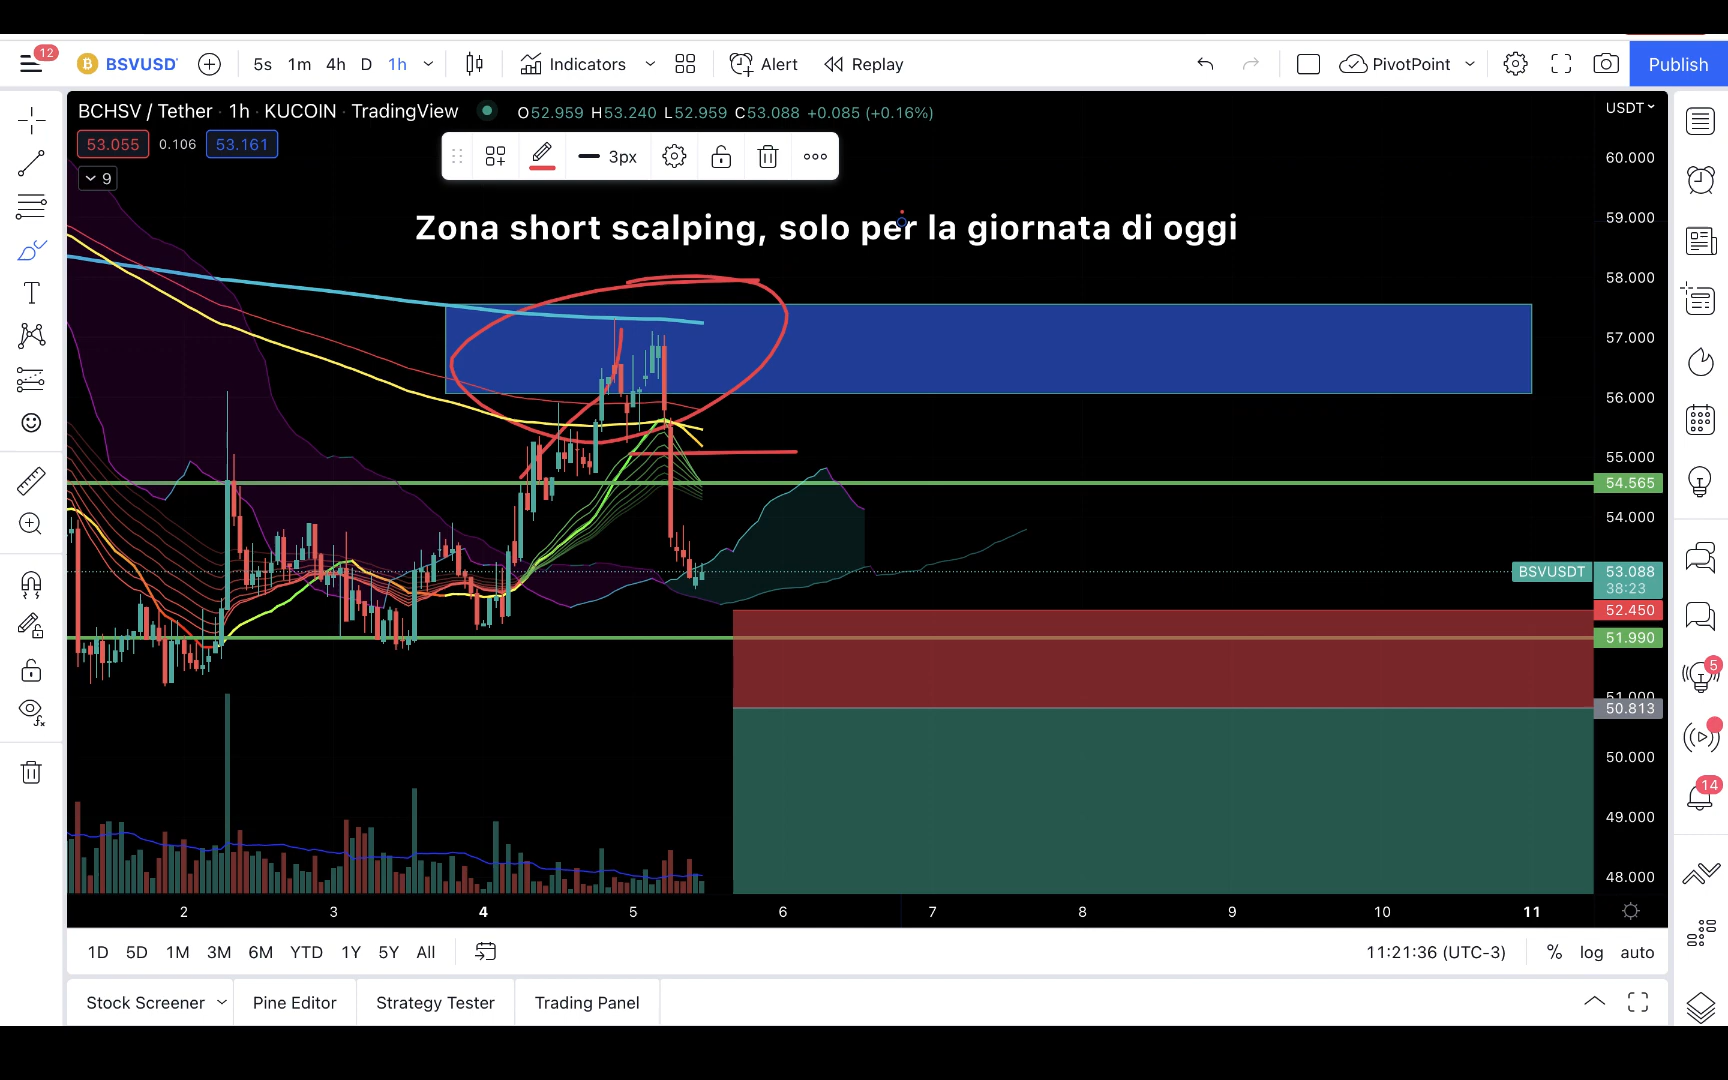 12
BSVUSD
5s 1m 4h D 1h
Indicators
Alert
Replay
PivotPoint
Publish
BCHSV / Tether · 1h · KUCOIN · TradingView
O52.959 H53.240 L52.959 C53.088 +0.085 (+0.16%)
USDT
53.055 0.106 53.161
3px
9
Zona short scalping, solo per la giornata di oggi
60.000
59.000
58.000
57.000
56.000
55.000
54.565
54.000
BSVUSDT 53.088
38:23
52.450
51.990
51.000
50.813
50.000
49.000
48.000
5
14
2 3 4 5 6 7 8 9 10 11
1D 5D 1M 3M 6M YTD 1Y 5Y All
11:21:36 (UTC-3) % log auto
Stock Screener Pine Editor Strategy Tester Trading Panel